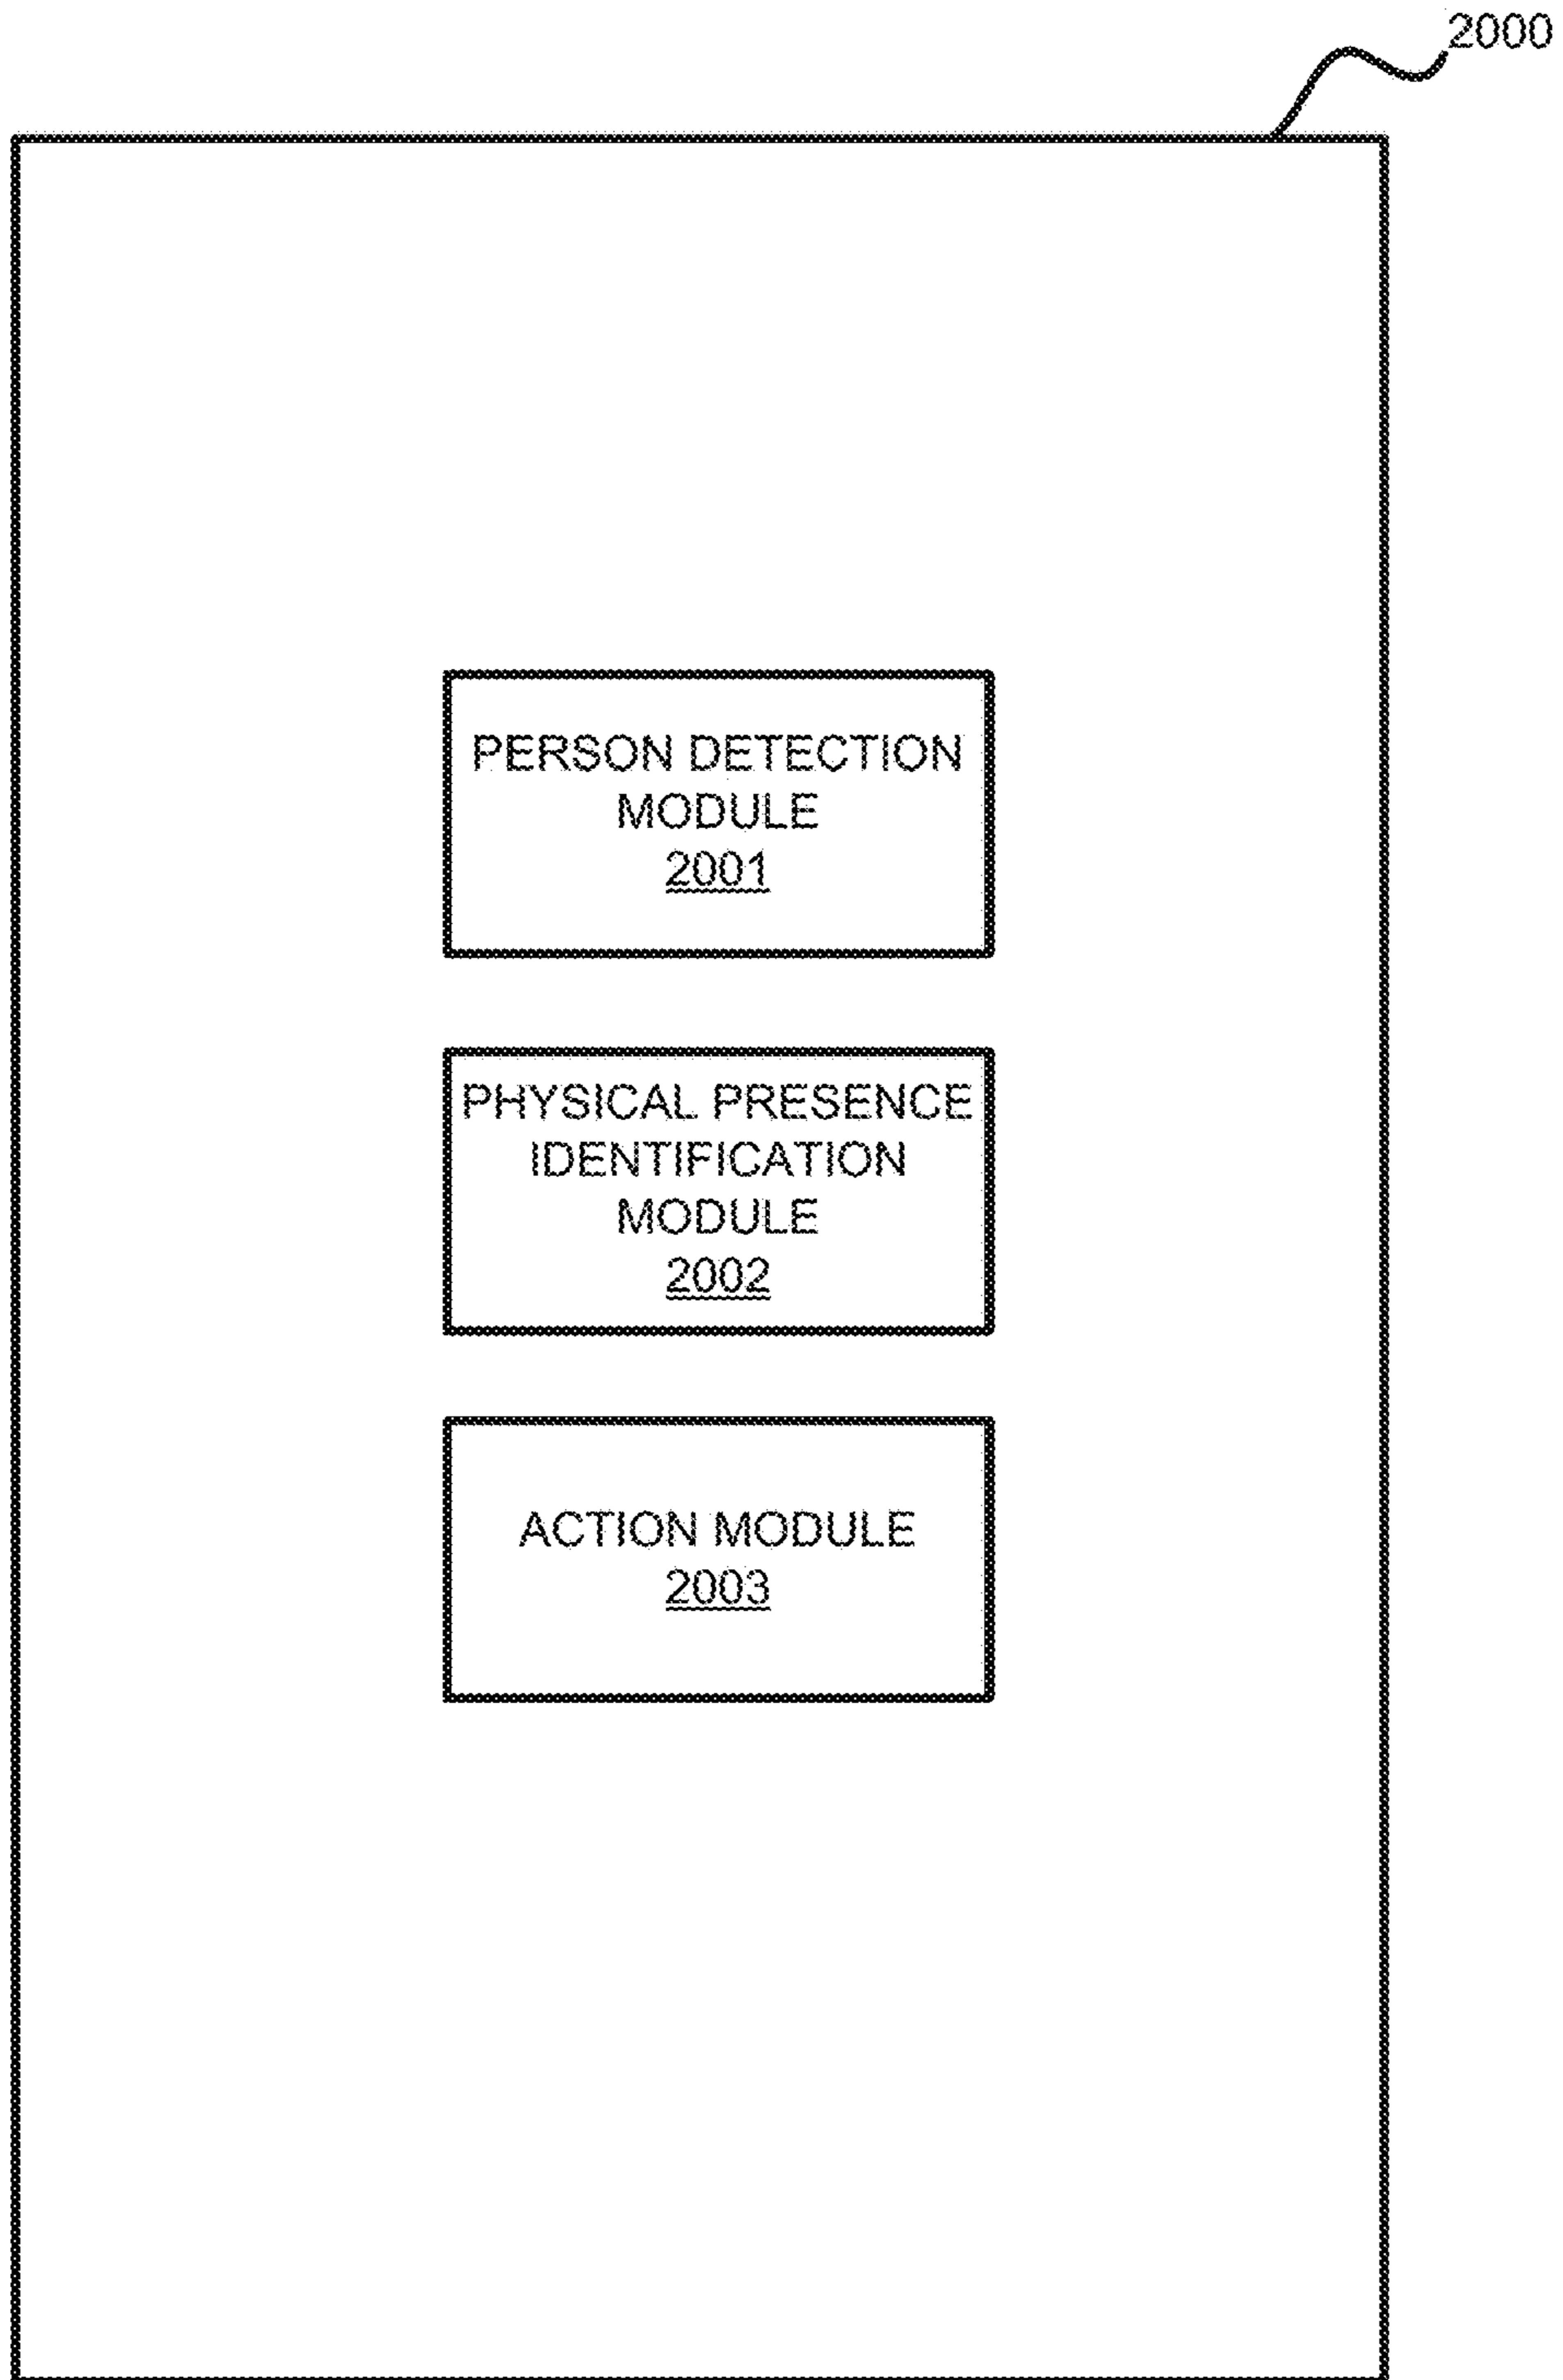 2000
PERSON DETECTION
MODULE
2001
PHYSICAL PRESENCE
IDENTIFICATION
MODULE
2002
ACTION MODULE
2003